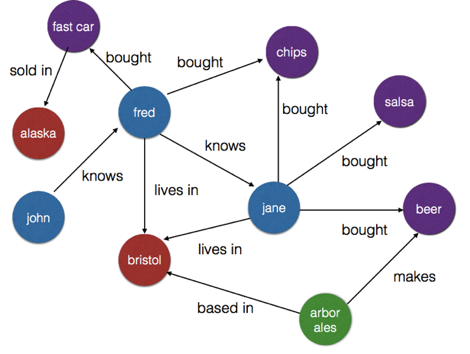 fast car
bought
bought
chips
sold in
fred
bought
salsa
alaska
knows
bought
knows
lives in
john
jane
beer
bought
lives in
bristol
makes
based in
arbor
ales